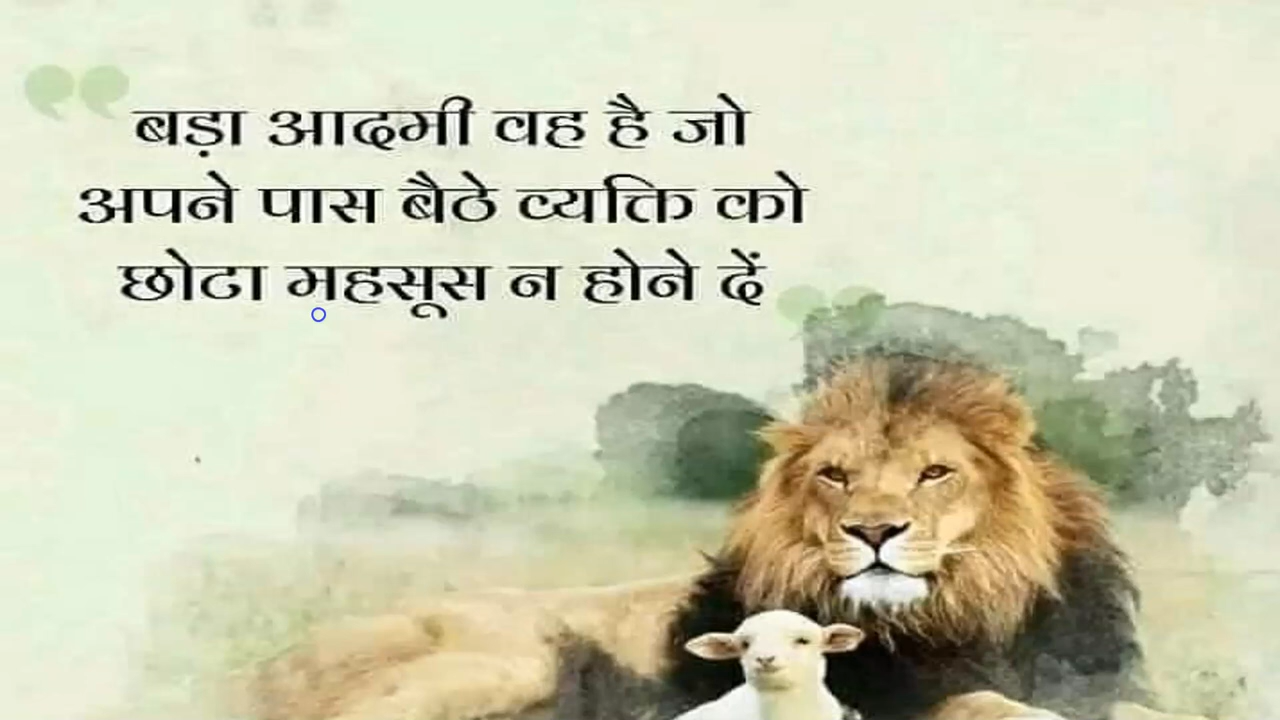 बड़ा आदमी वह है जो
अपने पास बैठे व्यक्ति को
छोटा महसूस न होने दें